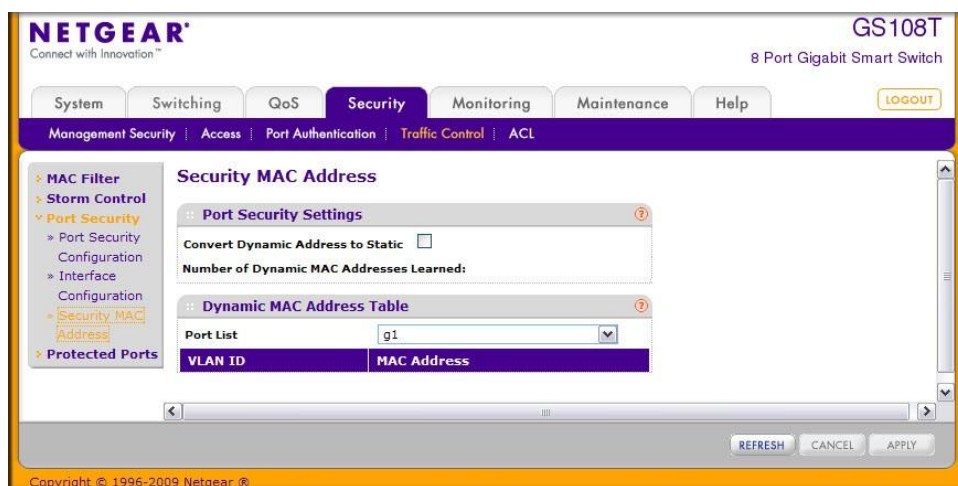 NETGEAR®
Connect with Innovation™
GS108T
8 Port Gigabit Smart Switch
System
Switching
QoS
Security
Monitoring
Maintenance
Help
LOGOUT
Management Security | Access | Port Authentication | Traffic Control | ACL
MAC Filter
Storm Control
Port Security
» Port Security
Configuration
» Interface
Configuration
» Security MAC
Address
Protected Ports
Security MAC Address
Port Security Settings
?
Convert Dynamic Address to Static
Number of Dynamic MAC Addresses Learned:
Dynamic MAC Address Table
?
Port List
g1
VLAN ID
MAC Address
REFRESH
CANCEL
APPLY
Copyright © 1996-2009 Netgear ®